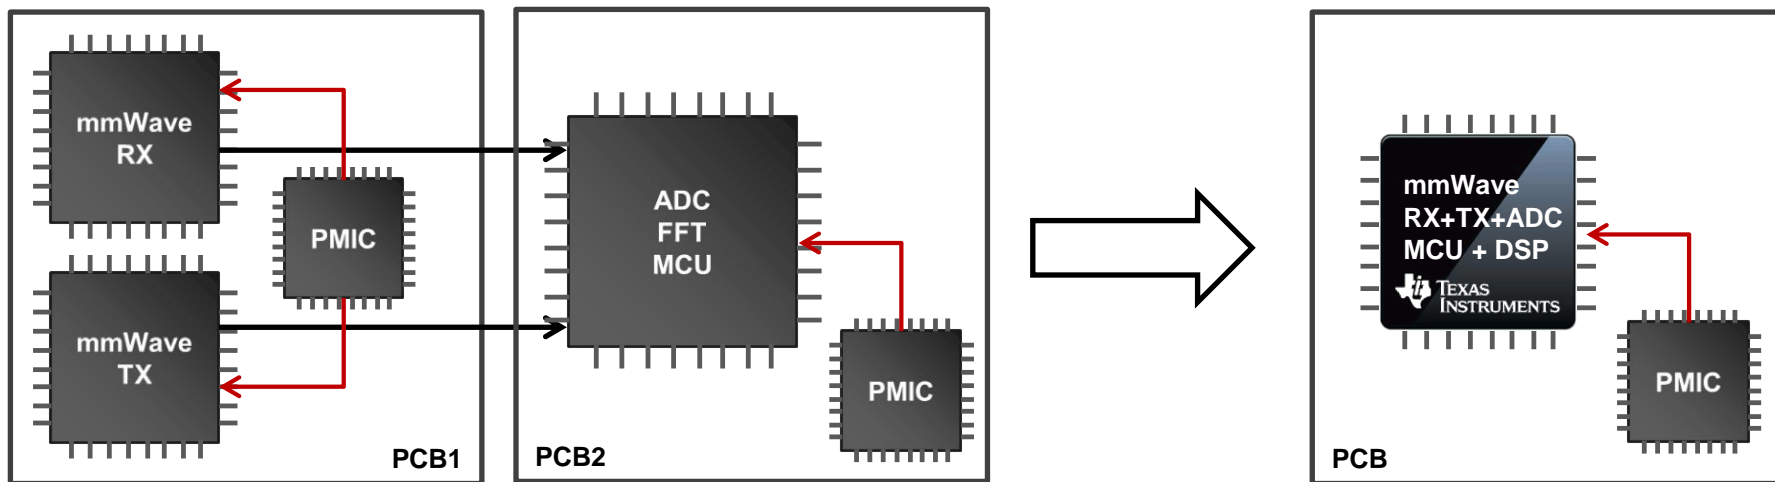 mmWave
RX
PMIC
mmWave
TX
PCB1
ADC
FFT
MCU
PMIC
PCB2
mmWave
RX+TX+ADC
MCU + DSP
TEXAS
INSTRUMENTS
PMIC
PCB